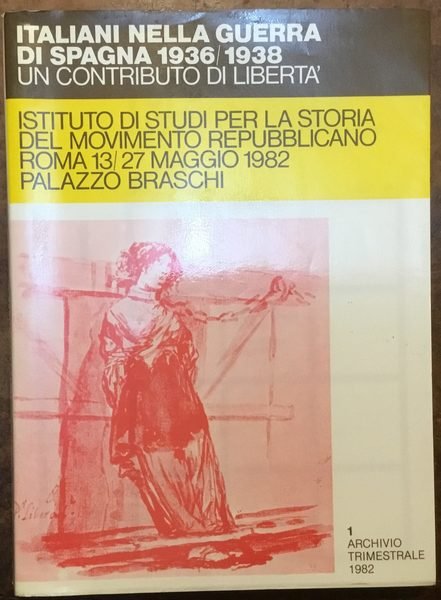 ITALIANI NELLA GUERRA
DI SPAGNA 1936/1938
UN CONTRIBUTO DI LIBERTA'
ISTITUTO DI STUDI PER LA STORIA
DEL MOVIMENTO REPUBBLICANO
ROMA 13/27 MAGGIO 1982
PALAZZO BRASCHI
1
ARCHIVIO
TRIMESTRALE
1982